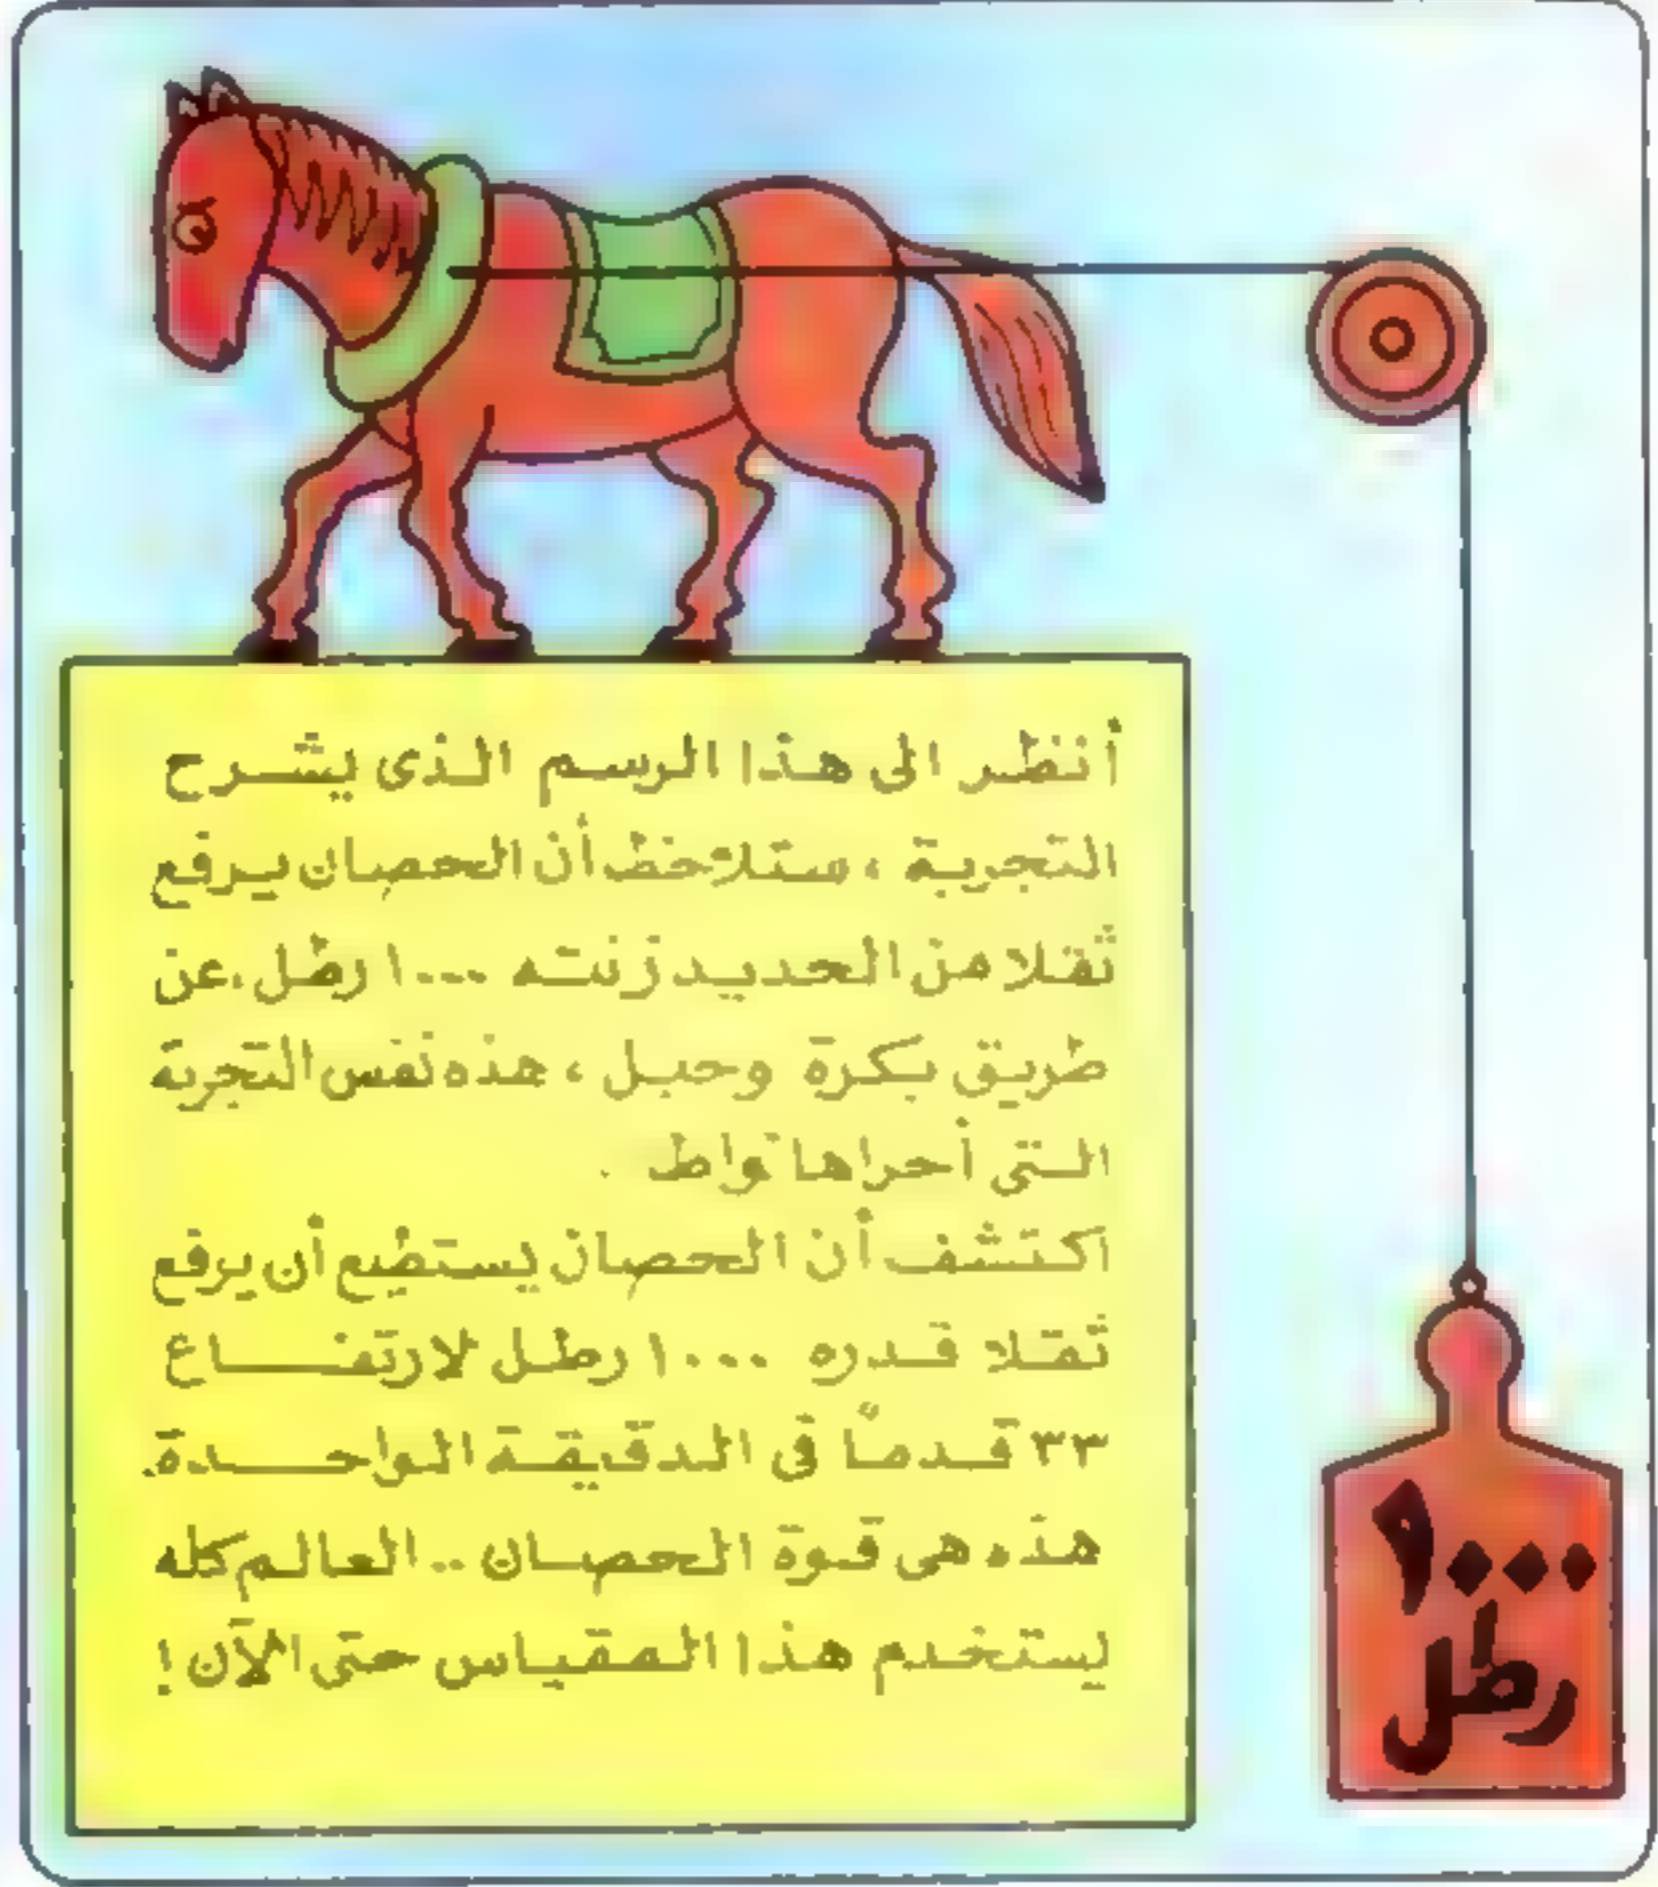 أنظر الى هذا الرسم الذى يشرح
التجربة ، ستلاحظ أن الحصان يرفع
ثقلا من الحديد زنته ١٠٠٠ رطل ، عن
طريق بكرة وحبل ، هذه نفس التجربة
التى أجراها واط .
اكتشف أن الحصان يستطيع أن يرفع
ثقلا قدره ١٠٠٠ رطل لارتفاع
٣٣ قدماً فى الدقيقة الواحدة.
هذه هى قوة الحصان .. العالم كله
يستخدم هذا المقياس حتى الآن !
١٠٠٠
رطل